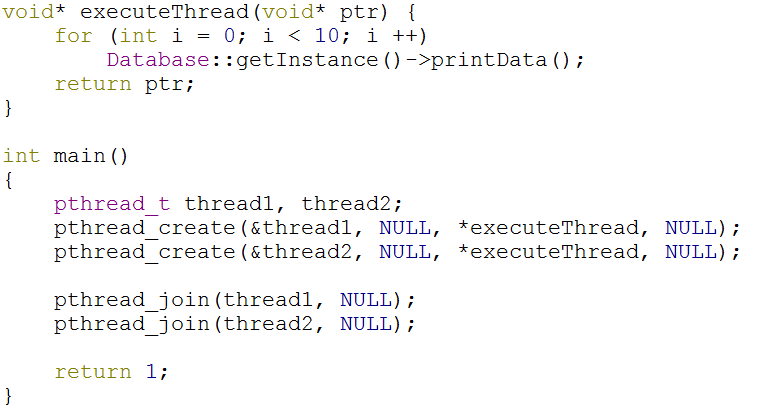 void* executeThread(void* ptr) {
    for (int i = 0; i < 10; i ++)
        Database::getInstance()->printData();
    return ptr;
}

int main()
{
    pthread_t thread1, thread2;
    pthread_create(&thread1, NULL, *executeThread, NULL);
    pthread_create(&thread2, NULL, *executeThread, NULL);

    pthread_join(thread1, NULL);
    pthread_join(thread2, NULL);

    return 1;
}